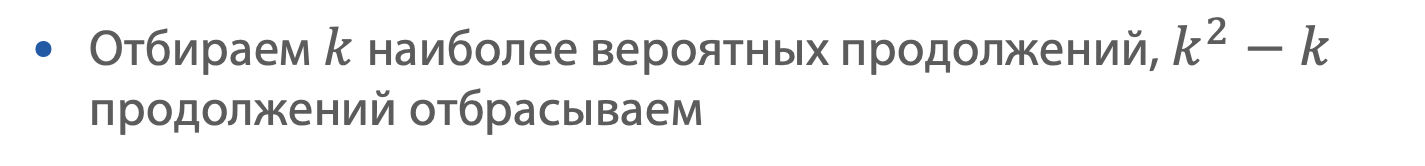 • Отбираем k наиболее вероятных продолжений, k² − k
продолжений отбрасываем